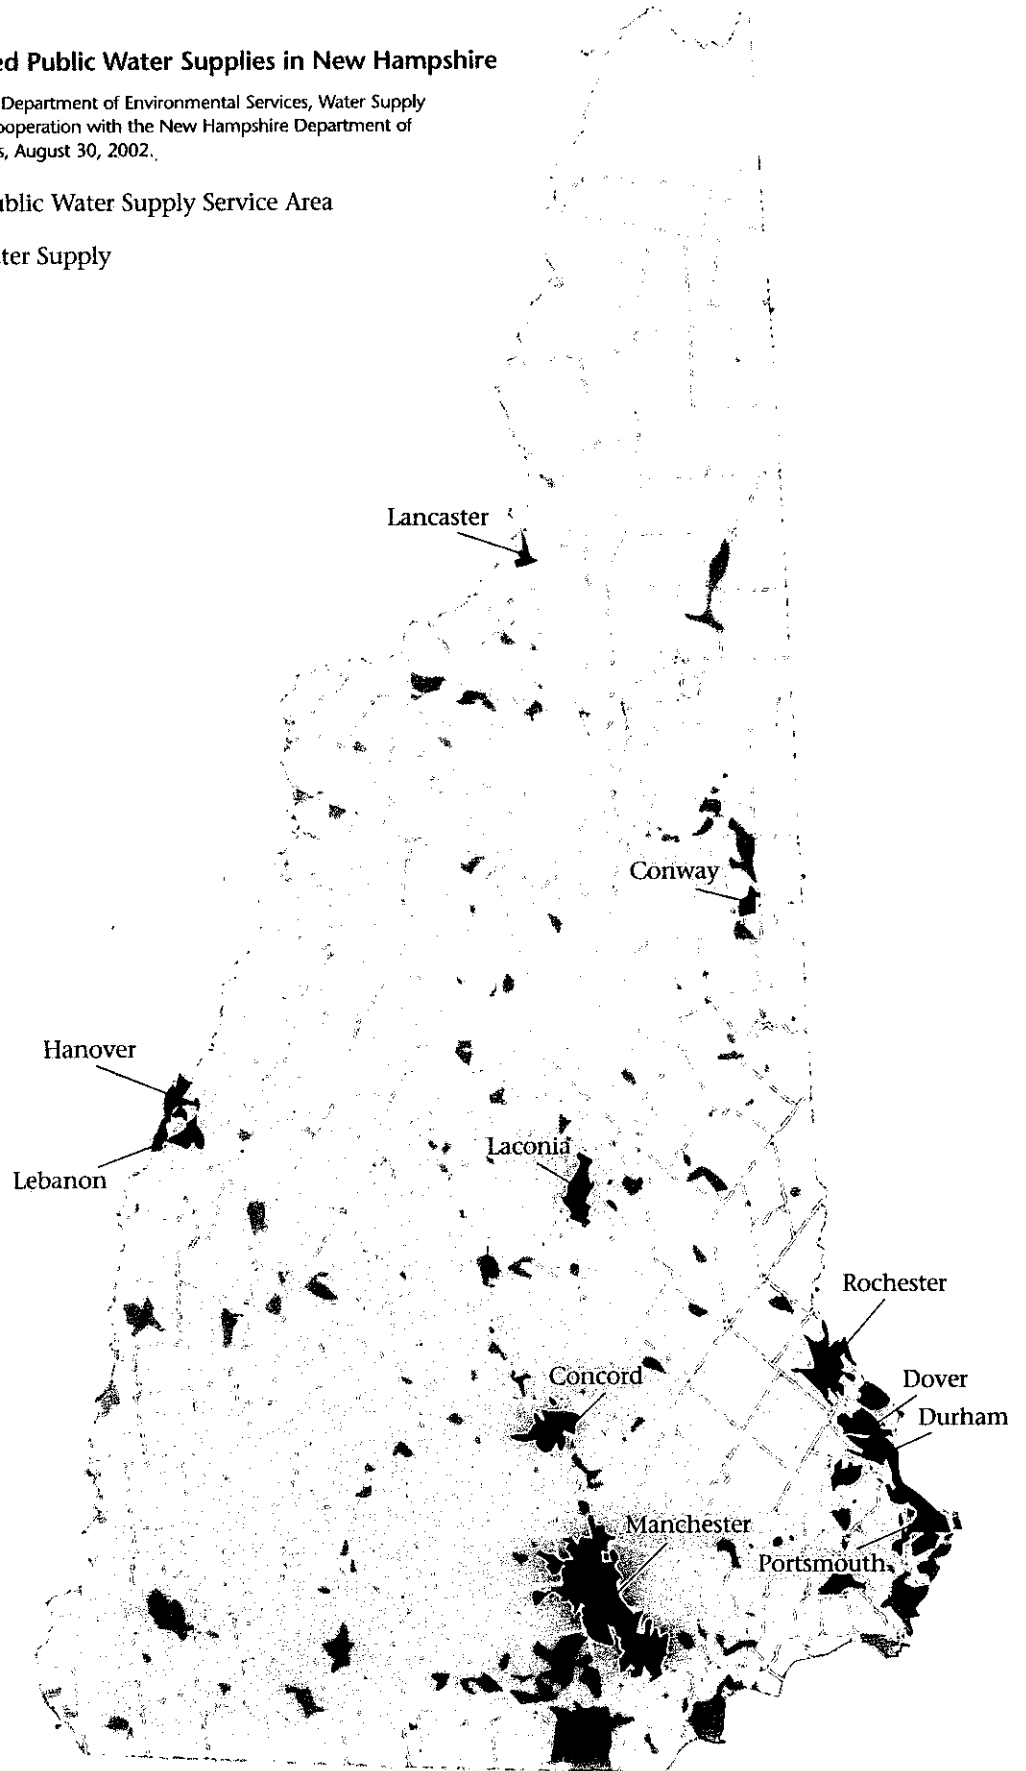 ed Public Water Supplies in New Hampshire
Department of Environmental Services, Water Supply
ooperation with the New Hampshire Department of
s, August 30, 2002.
ublic Water Supply Service Area
ter Supply
Lancaster
Conway
Hanover
Lebanon
Laconia
Rochester
Concord
Dover
Durham
Manchester
Portsmouth